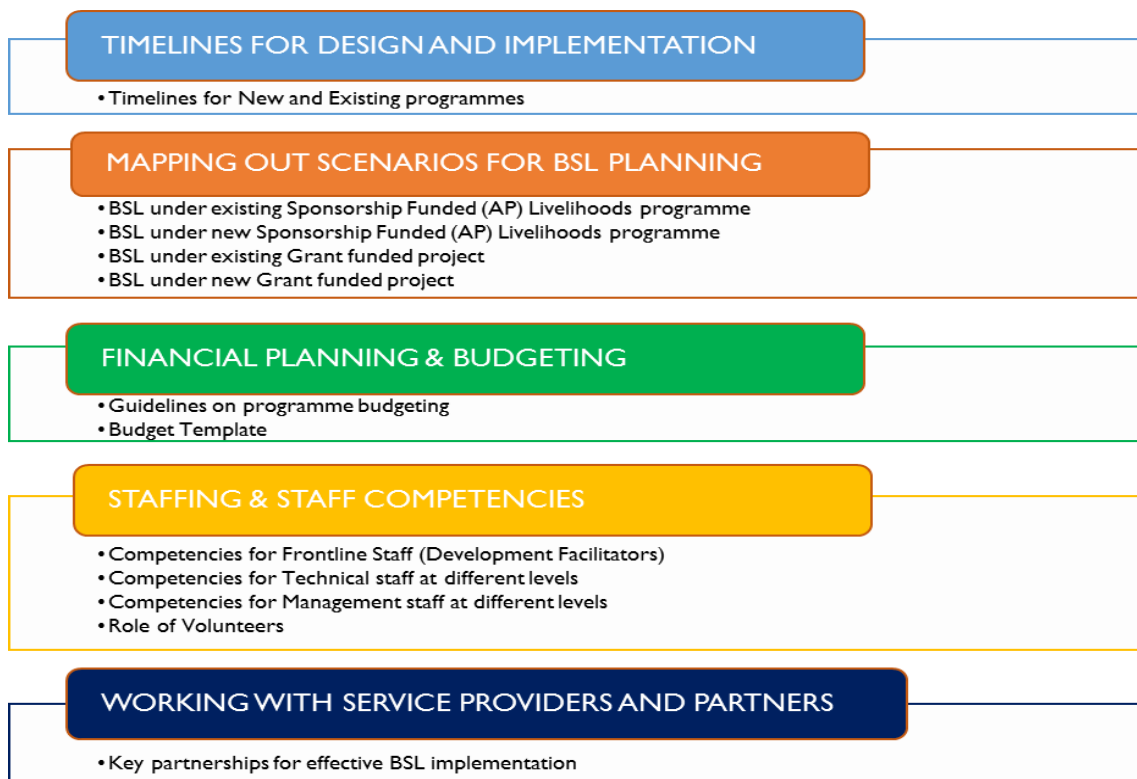 TIMELINES FOR DESIGN AND IMPLEMENTATION
• Timelines for New and Existing programmes
MAPPING OUT SCENARIOS FOR BSL PLANNING
• BSL under existing Sponsorship Funded (AP) Livelihoods programme
• BSL under new Sponsorship Funded (AP) Livelihoods programme
• BSL under existing Grant funded project
• BSL under new Grant funded project
FINANCIAL PLANNING & BUDGETING
• Guidelines on programme budgeting
• Budget Template
STAFFING & STAFF COMPETENCIES
• Competencies for Frontline Staff (Development Facilitators)
• Competencies for Technical staff at different levels
• Competencies for Management staff at different levels
• Role of Volunteers
WORKING WITH SERVICE PROVIDERS AND PARTNERS
• Key partnerships for effective BSL implementation